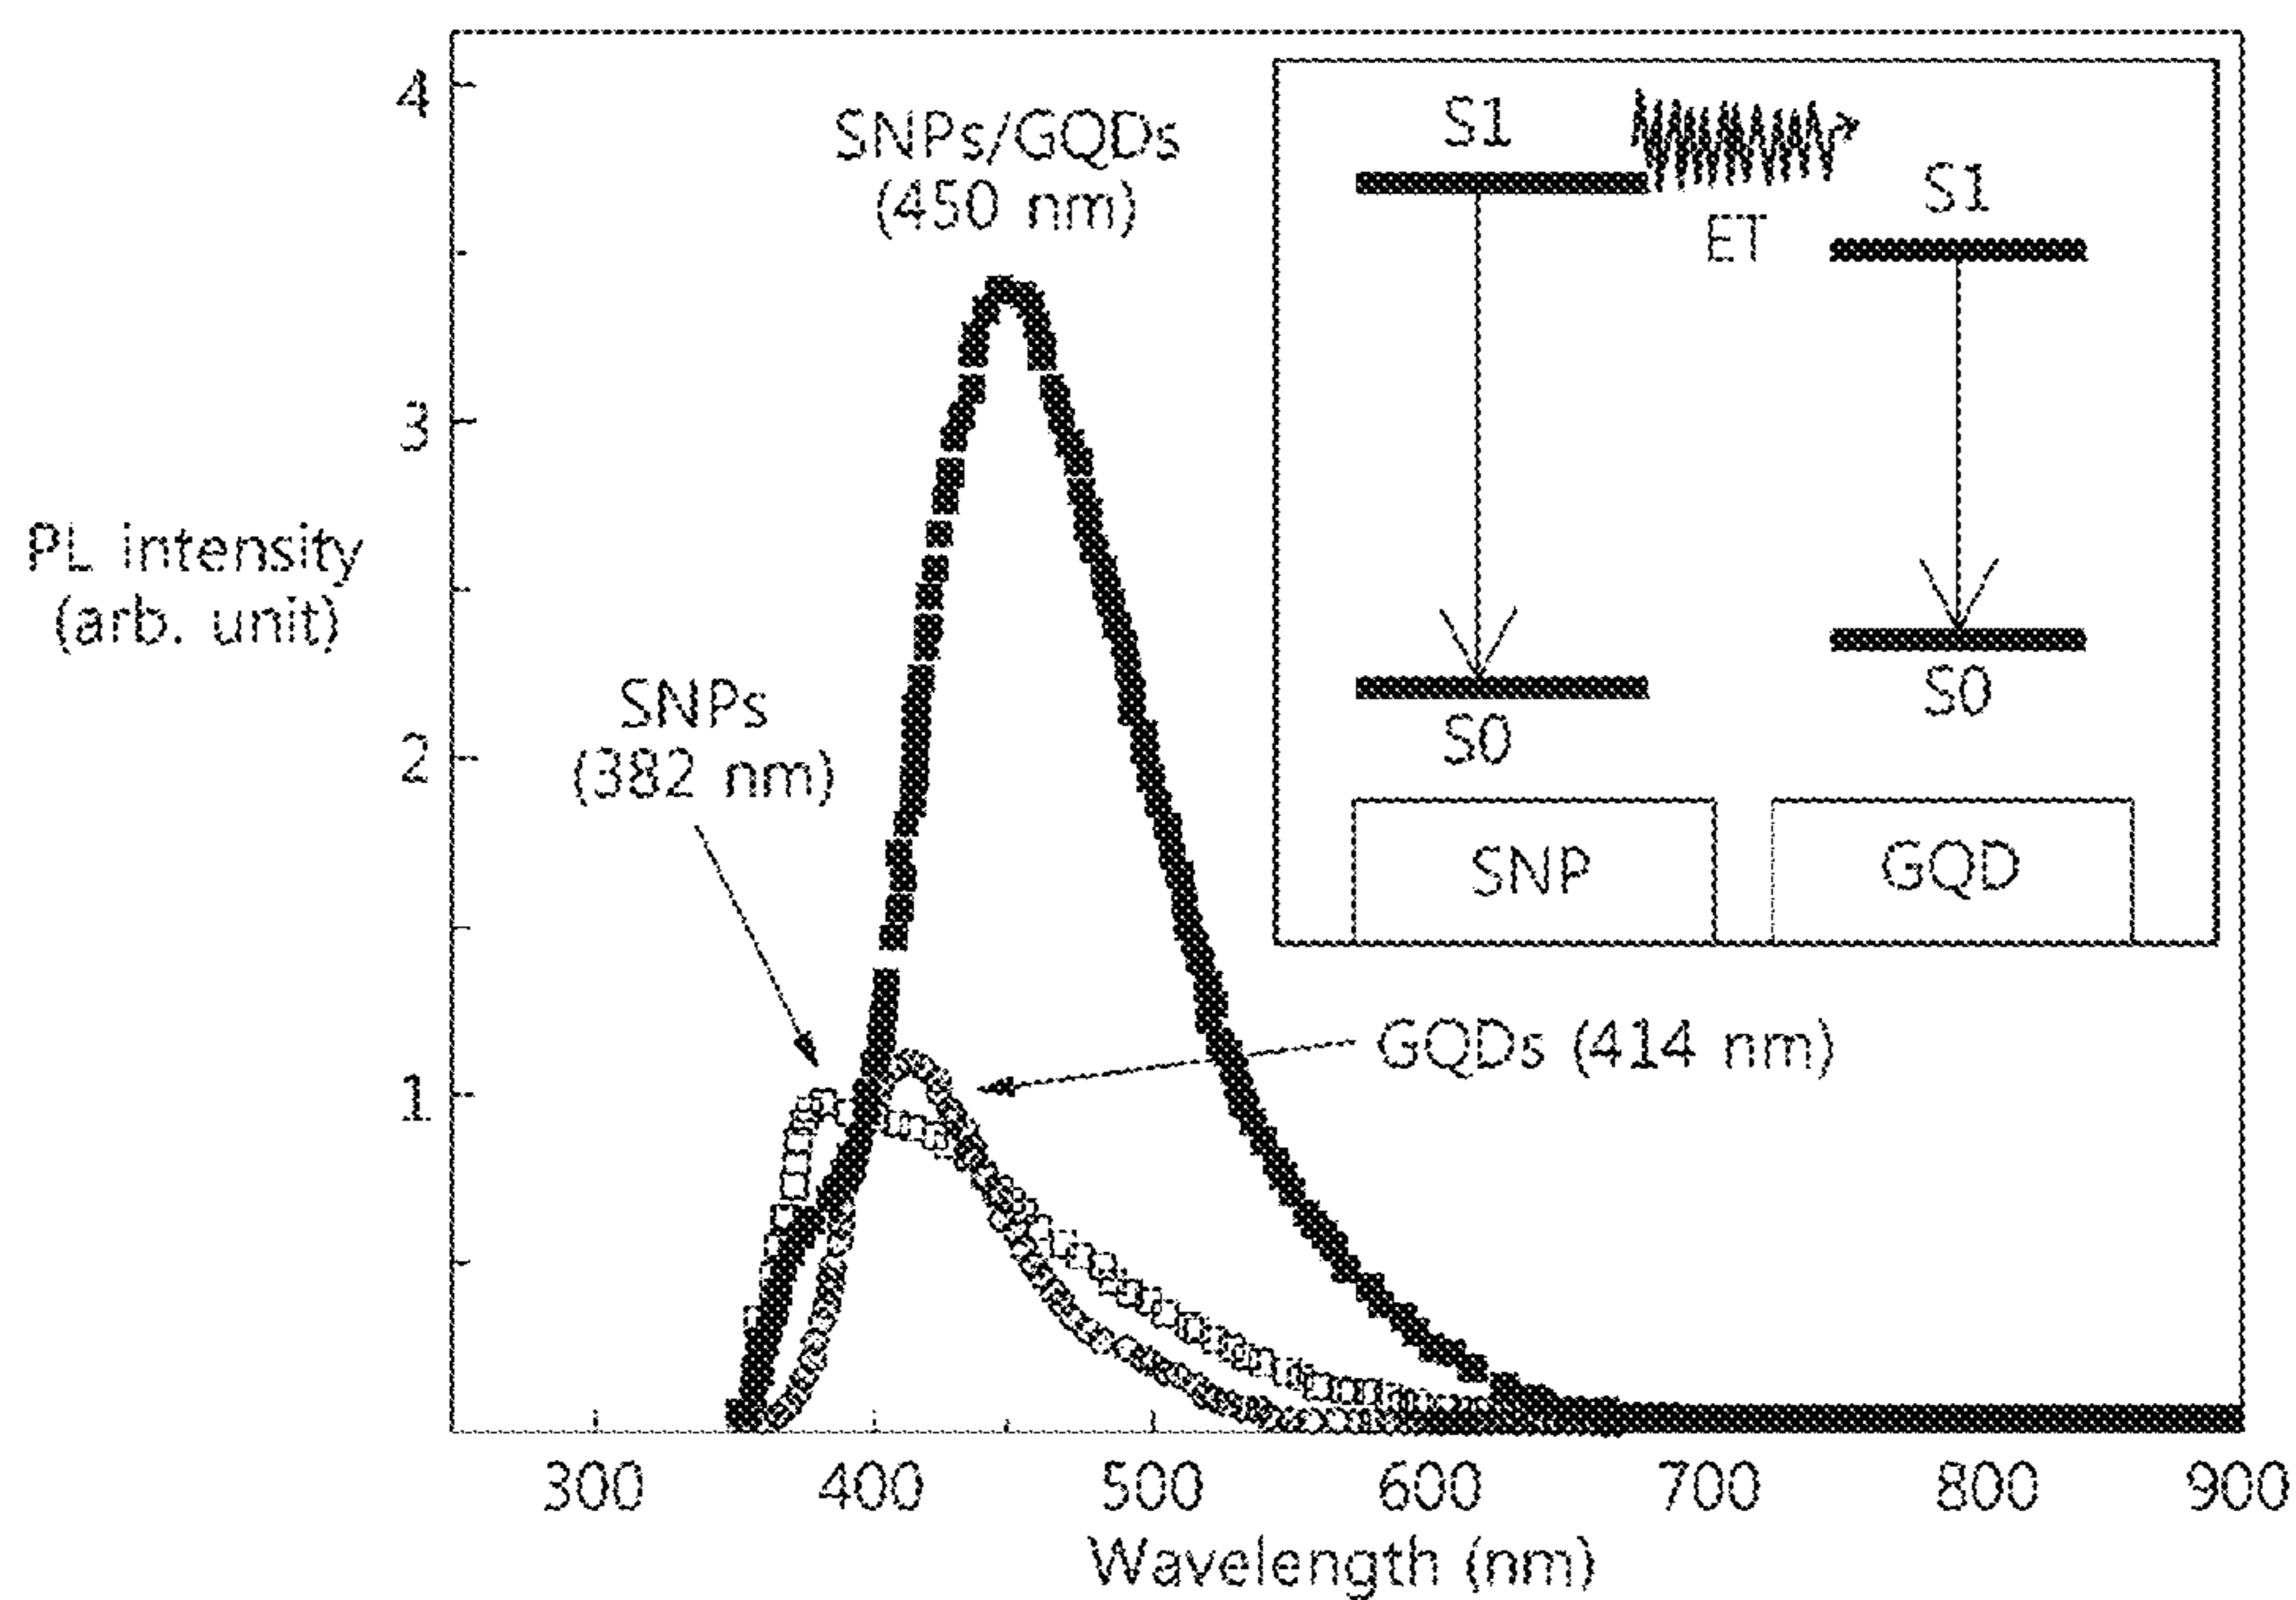 4
3
2
1
PL intensity
(arb. unit)
SNPs/GQDs
(450 nm)
SNPs
(382 nm)
GQDs (414 nm)
S1
ET
S1
S0
S0
SNP
GQD
300 400 500 600 700 800 900
Wavelength (nm)